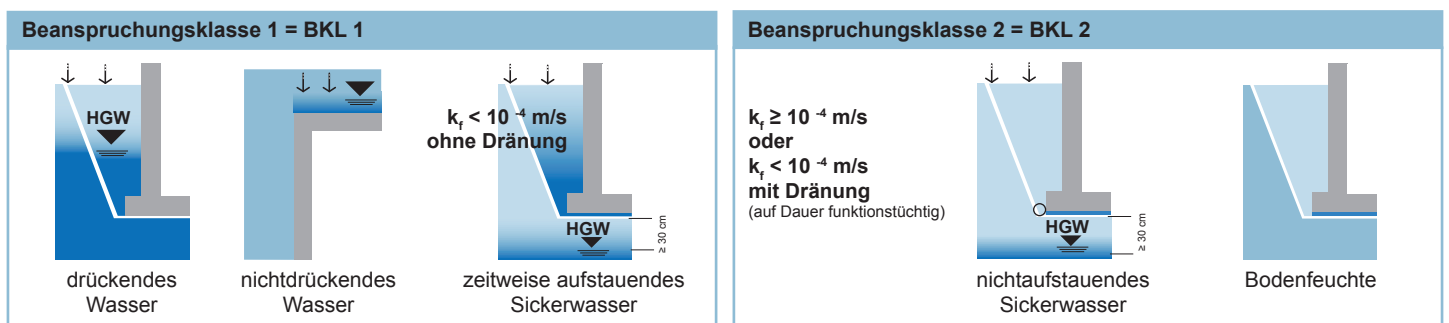 Beanspruchungsklasse 1 = BKL 1
HGW
drückendes
Wasser
nichtdrückendes
Wasser
k_f < 10 ⁻⁴ m/s
ohne Dränung
HGW
≥ 30 cm
zeitweise aufstauendes
Sickerwasser
Beanspruchungsklasse 2 = BKL 2
k_f ≥ 10 ⁻⁴ m/s
oder
k_f < 10 ⁻⁴ m/s
mit Dränung
(auf Dauer funktionstüchtig)
HGW
≥ 30 cm
nichtaufstauendes
Sickerwasser
Bodenfeuchte